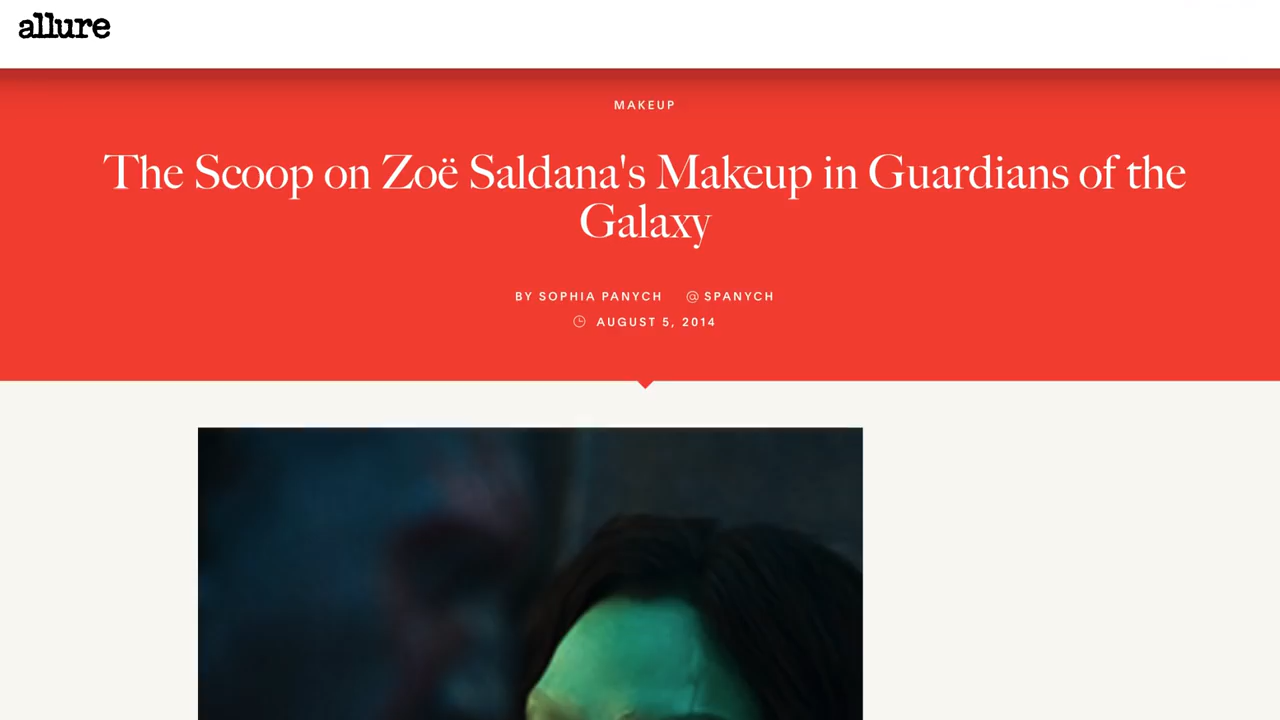 allure
MAKEUP
The Scoop on Zoë Saldana's Makeup in Guardians of the
Galaxy
BY SOPHIA PANYCH @ SPANYCH
AUGUST 5, 2014